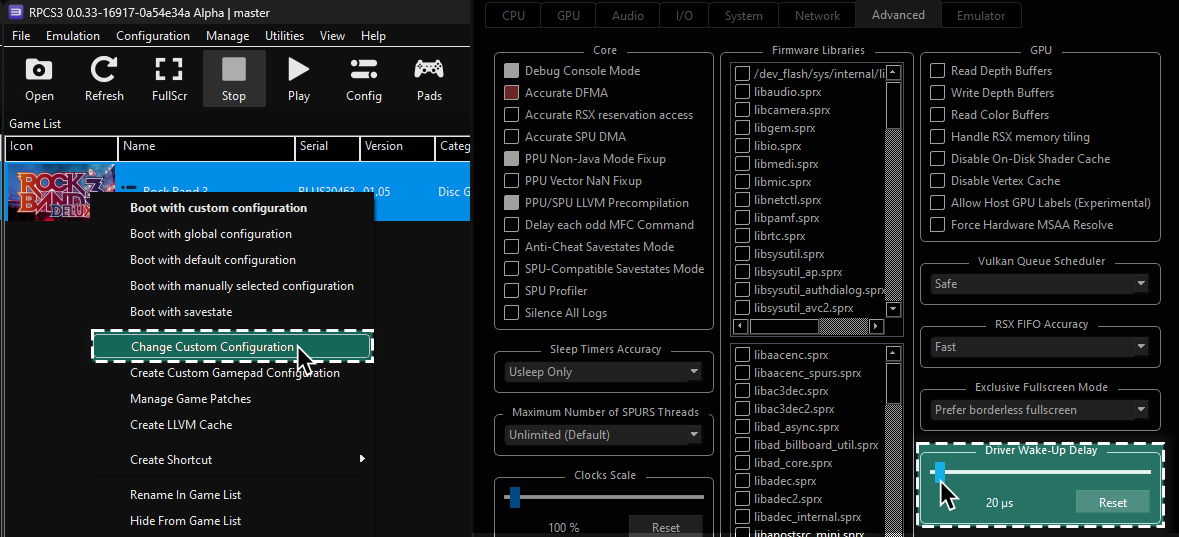 RPCS3 0.0.33-16917-0a54e34a Alpha | master
File Emulation Configuration Manage Utilities View Help
Open Refresh FullScr Stop Play Config Pads
Game List
Icon Name Serial Version Categ
ROCK BAND 3 DELUXE Rock Band 3 BLUS30463 01.05 Disc G
Boot with custom configuration
Boot with global configuration
Boot with default configuration
Boot with manually selected configuration
Boot with savestate
Change Custom Configuration
Create Custom Gamepad Configuration
Manage Game Patches
Create LLVM Cache
Create Shortcut
Rename In Game List
Hide From Game List
CPU GPU Audio I/O System Network Advanced Emulator
Core
Debug Console Mode
Accurate DFMA
Accurate RSX reservation access
Accurate SPU DMA
PPU Non-Java Mode Fixup
PPU Vector NaN Fixup
PPU/SPU LLVM Precompilation
Delay each odd MFC Command
Anti-Cheat Savestates Mode
SPU-Compatible Savestates Mode
SPU Profiler
Silence All Logs
Sleep Timers Accuracy
Usleep Only
Maximum Number of SPURS Threads
Unlimited (Default)
Clocks Scale
100 % Reset
Firmware Libraries
/dev_flash/sys/internal/li
libaudio.sprx
libcamera.sprx
libgem.sprx
libio.sprx
libmedi.sprx
libmic.sprx
libnetctl.sprx
libpamf.sprx
librtc.sprx
libsysutil.sprx
libsysutil_ap.sprx
libsysutil_authdialog.sprx
libsysutil_avc2.sprx
libaacenc.sprx
libaacenc_spurs.sprx
libac3dec.sprx
libac3dec2.sprx
libad_async.sprx
libad_billboard_util.sprx
libad_core.sprx
libadec.sprx
libadec2.sprx
libadec_internal.sprx
libapostsrc_mini.sprx
GPU
Read Depth Buffers
Write Depth Buffers
Read Color Buffers
Handle RSX memory tiling
Disable On-Disk Shader Cache
Disable Vertex Cache
Allow Host GPU Labels (Experimental)
Force Hardware MSAA Resolve
Vulkan Queue Scheduler
Safe
RSX FIFO Accuracy
Fast
Exclusive Fullscreen Mode
Prefer borderless fullscreen
Driver Wake-Up Delay
20 µs Reset